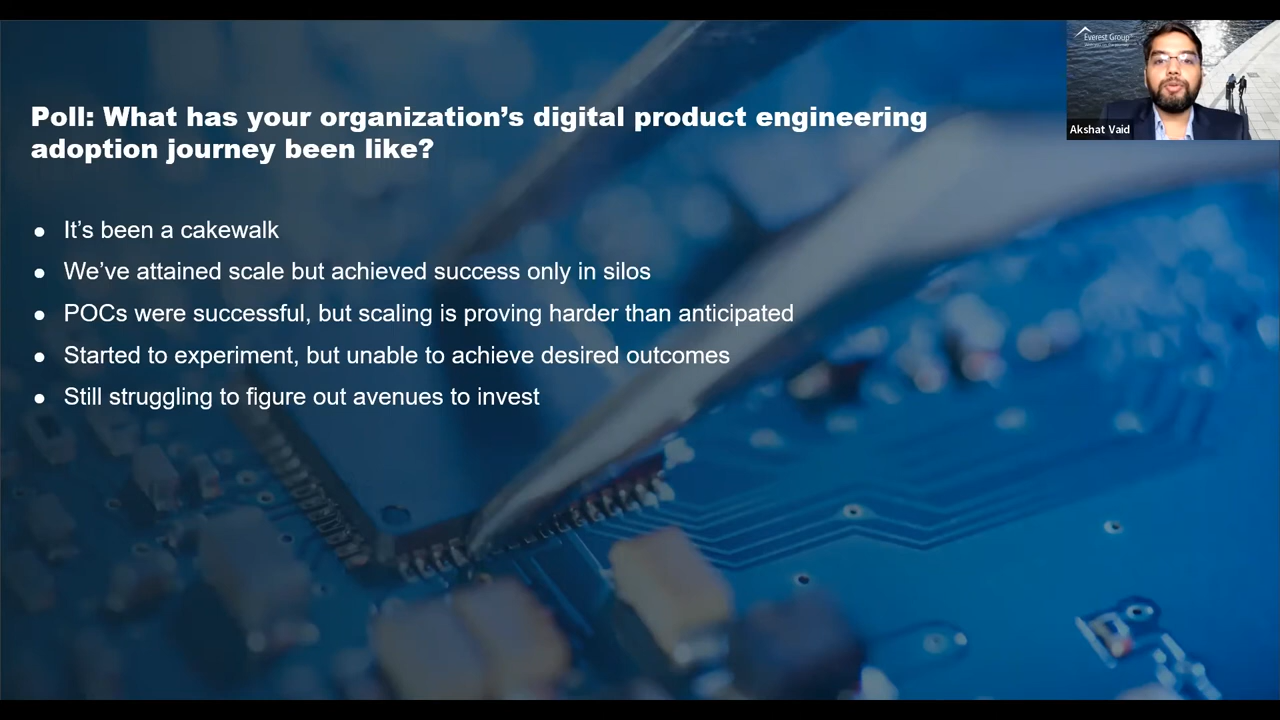 Poll: What has your organization’s digital product engineering
adoption journey been like?
Everest Group
Akshat Vaid
● It’s been a cakewalk
● We’ve attained scale but achieved success only in silos
● POCs were successful, but scaling is proving harder than anticipated
● Started to experiment, but unable to achieve desired outcomes
● Still struggling to figure out avenues to invest